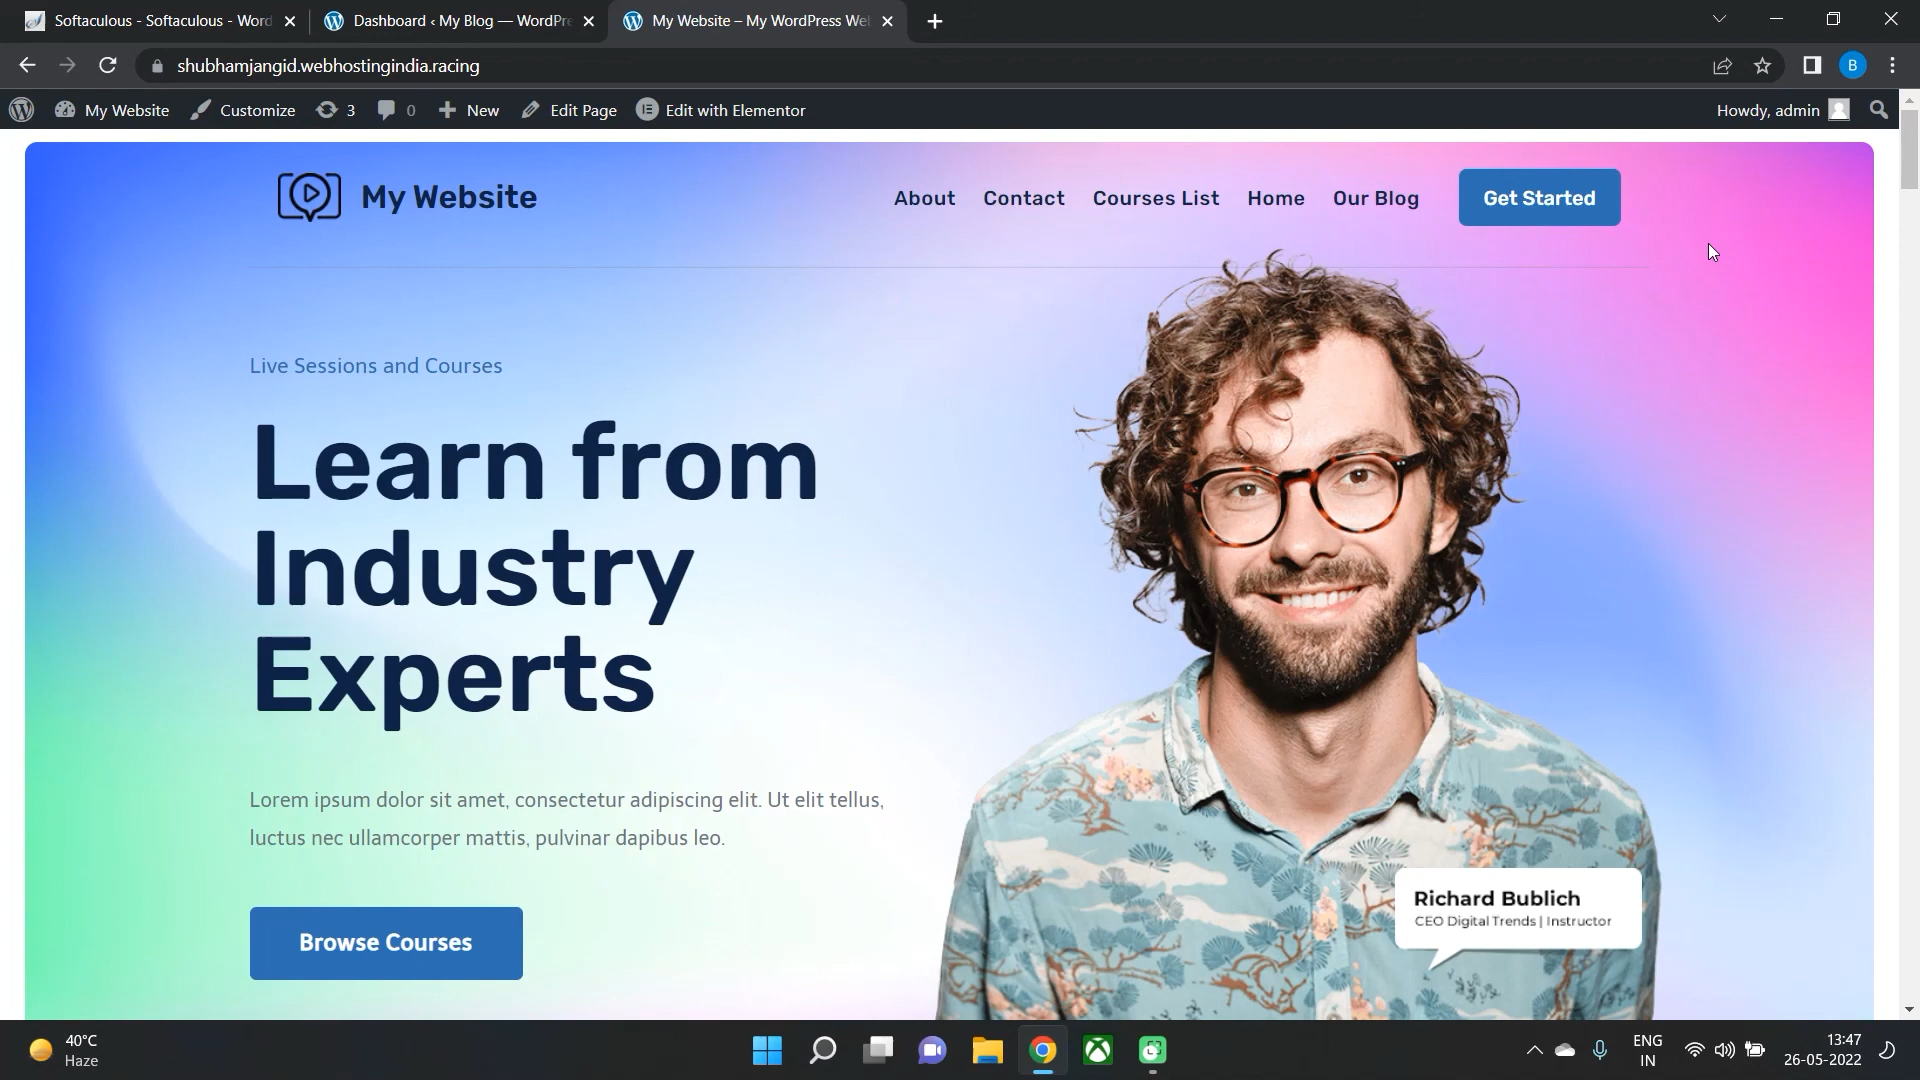 Softaculous - Softaculous - Word
Dashboard ‹ My Blog — WordPre
My Website – My WordPress Wel
shubhamjangid.webhostingindia.racing
B
My Website
Customize
3
0
New
Edit Page
Edit with Elementor
Howdy, admin
My Website
About
Contact
Courses List
Home
Our Blog
Get Started
Live Sessions and Courses
Learn from
Industry
Experts
Lorem ipsum dolor sit amet, consectetur adipiscing elit. Ut elit tellus,
luctus nec ullamcorper mattis, pulvinar dapibus leo.
Browse Courses
Richard Bublich
CEO Digital Trends | Instructor
40°C
Haze
ENG
IN
13:47
26-05-2022